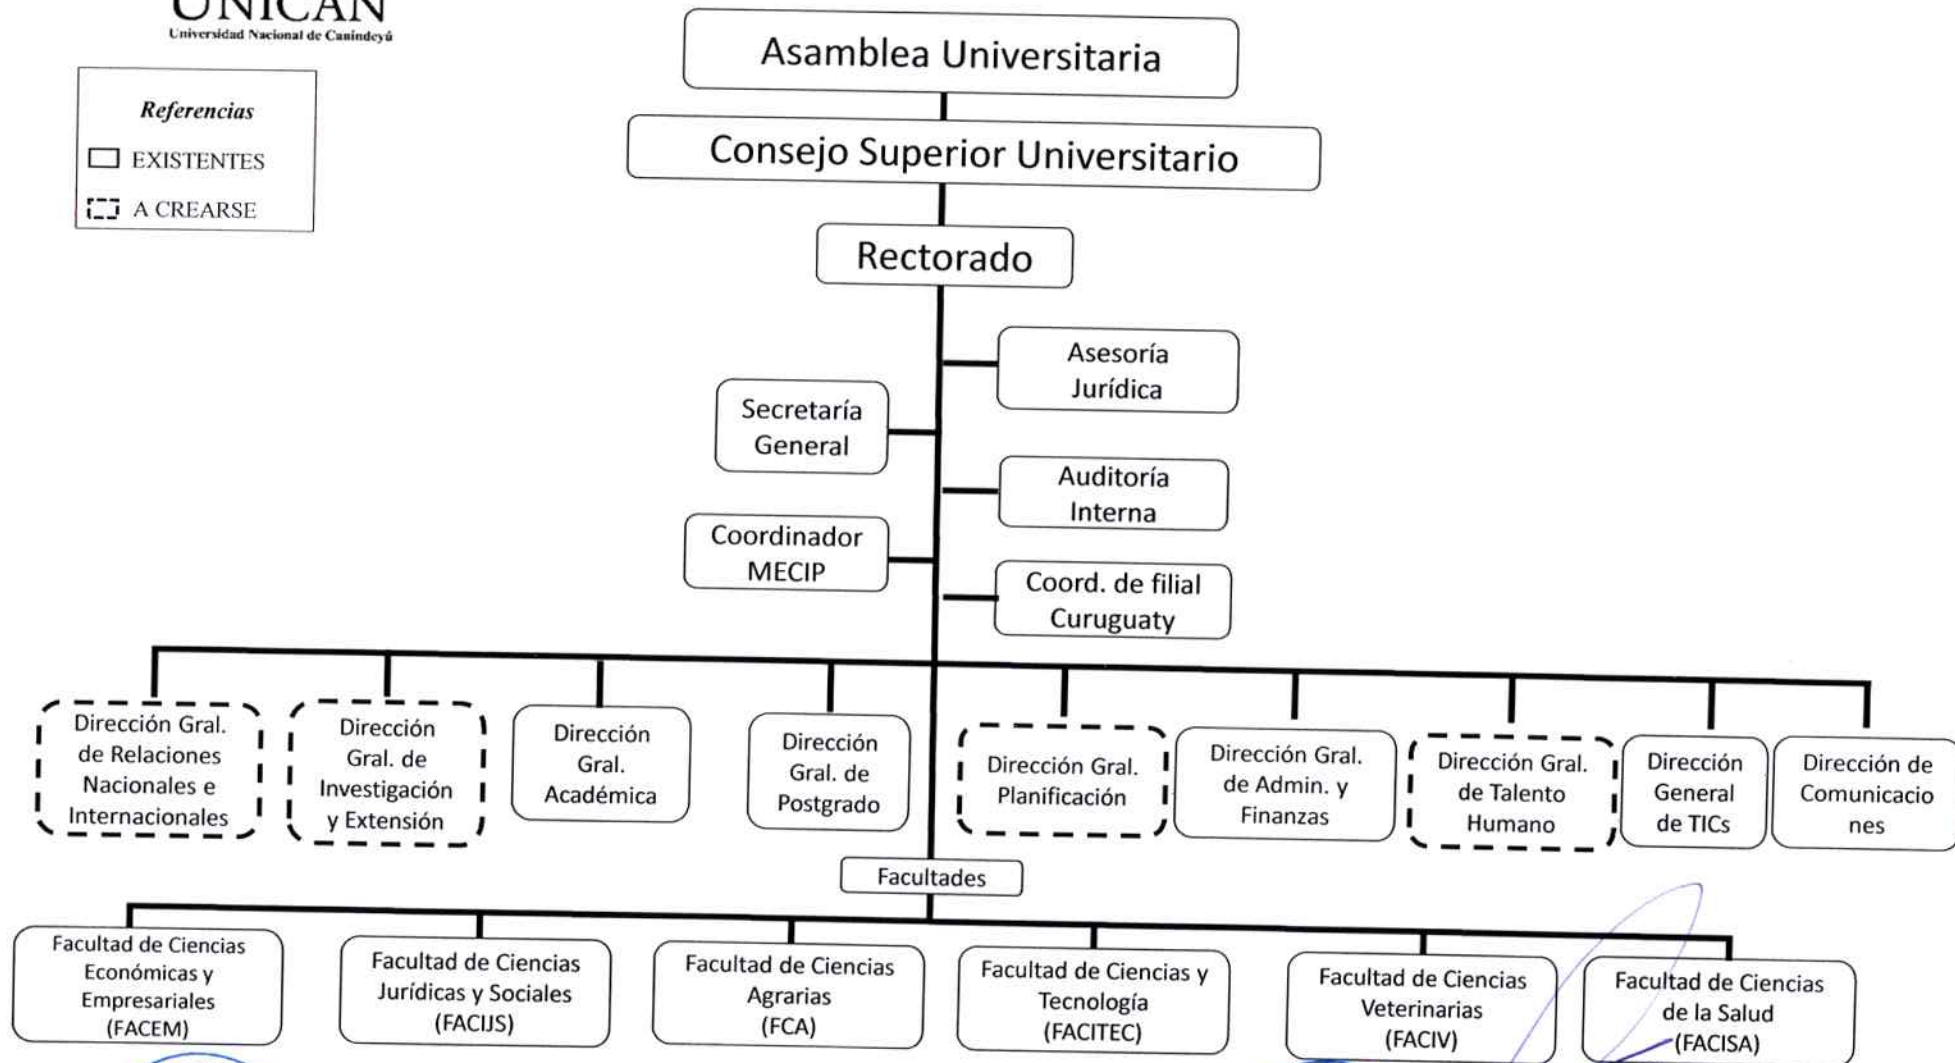 UNICAN
Universidad Nacional de Canindeyú
Referencias
EXISTENTES
A CREARSE
Asamblea Universitaria
Consejo Superior Universitario
Rectorado
Asesoría
Jurídica
Secretaría
General
Auditoría
Interna
Coordinador
MECIP
Coord. de filial
Curuguaty
Dirección Gral.
de Relaciones
Nacionales e
Internacionales
Dirección
Gral. de
Investigación
y Extensión
Dirección
Gral.
Académica
Dirección
Gral. de
Postgrado
Dirección Gral.
Planificación
Dirección Gral.
de Admin. y
Finanzas
Dirección Gral.
de Talento
Humano
Dirección
General
de TICs
Dirección de
Comunicacio
nes
Facultades
Facultad de Ciencias
Económicas y
Empresariales
(FACEM)
Facultad de Ciencias
Jurídicas y Sociales
(FACIJS)
Facultad de Ciencias
Agrarias
(FCA)
Facultad de Ciencias y
Tecnología
(FACITEC)
Facultad de Ciencias
Veterinarias
(FACIV)
Facultad de Ciencias
de la Salud
(FACISA)